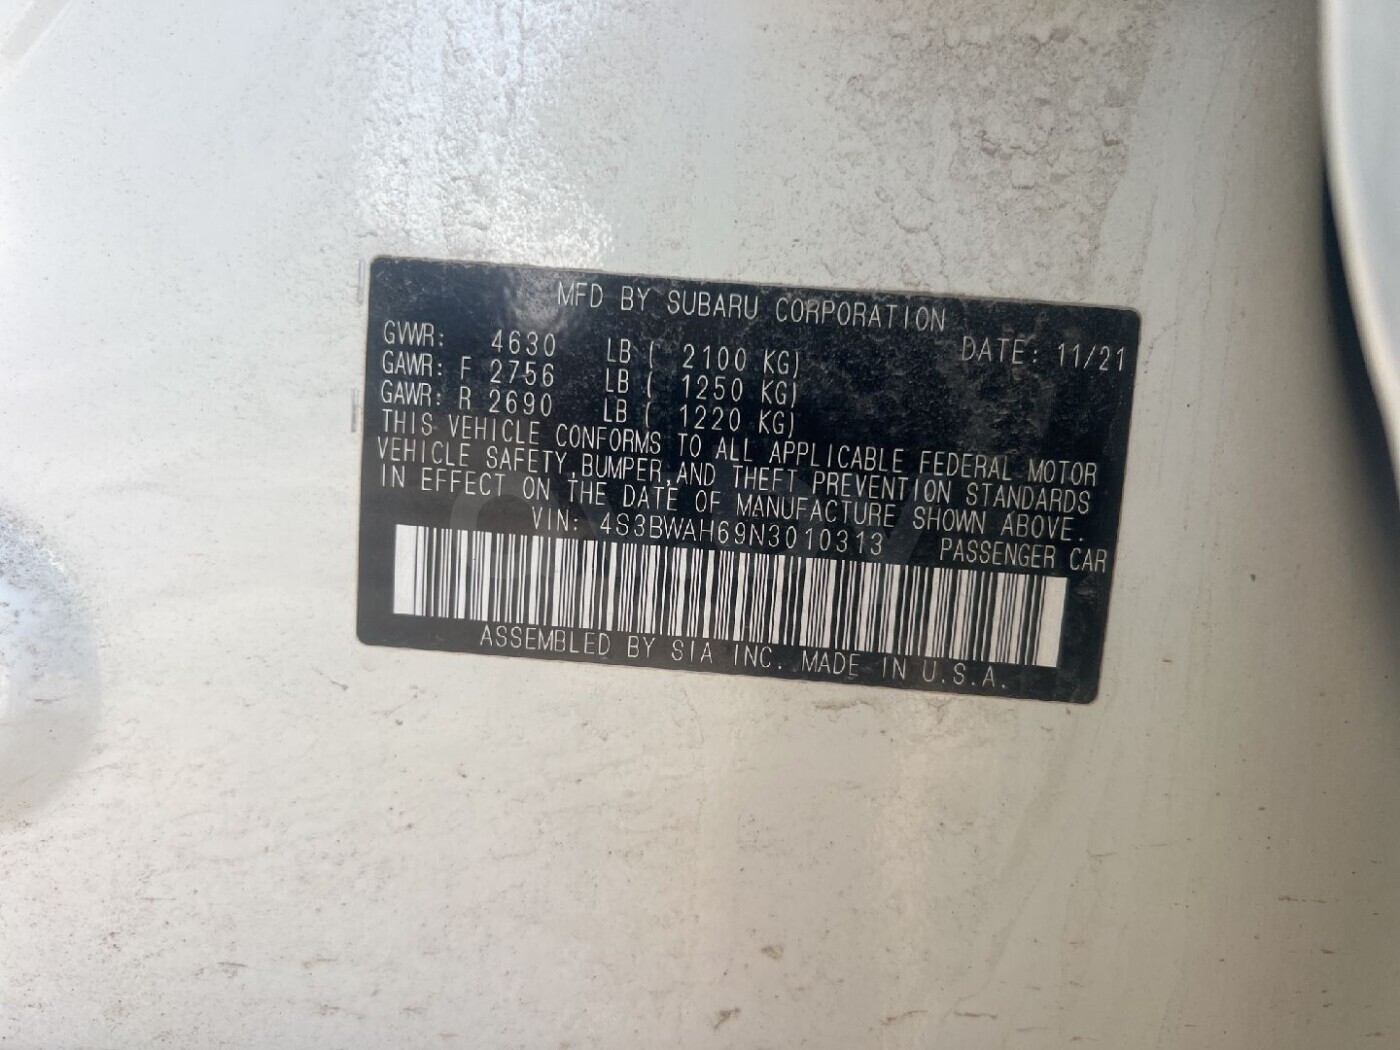 MFD BY SUBARU CORPORATION
GVWR: 4630 LB ( 2100 KG) DATE: 11/21
GAWR: F 2756 LB ( 1250 KG)
GAWR: R 2690 LB ( 1220 KG)
THIS VEHICLE CONFORMS TO ALL APPLICABLE FEDERAL MOTOR
VEHICLE SAFETY,BUMPER,AND THEFT PREVENTION STANDARDS
IN EFFECT ON THE DATE OF MANUFACTURE SHOWN ABOVE.
VIN: 4S3BWAH69N3010313 PASSENGER CAR
ASSEMBLED BY SIA INC. MADE IN U.S.A.